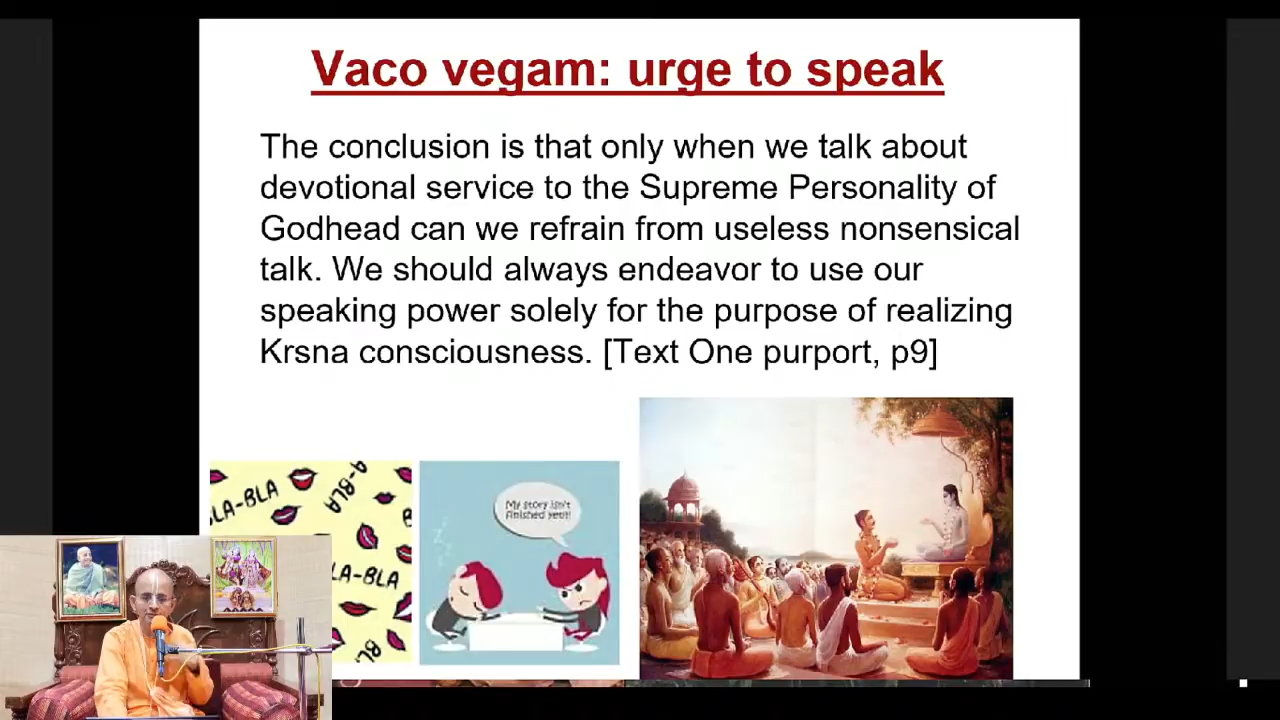 Vaco vegam: urge to speak
The conclusion is that only when we talk about
devotional service to the Supreme Personality of
Godhead can we refrain from useless nonsensical
talk. We should always endeavor to use our
speaking power solely for the purpose of realizing
Krsna consciousness. [Text One purport, p9]
LA-BLA
A-BLA
LA-BLA
BL
My story isn't
finished yet!!